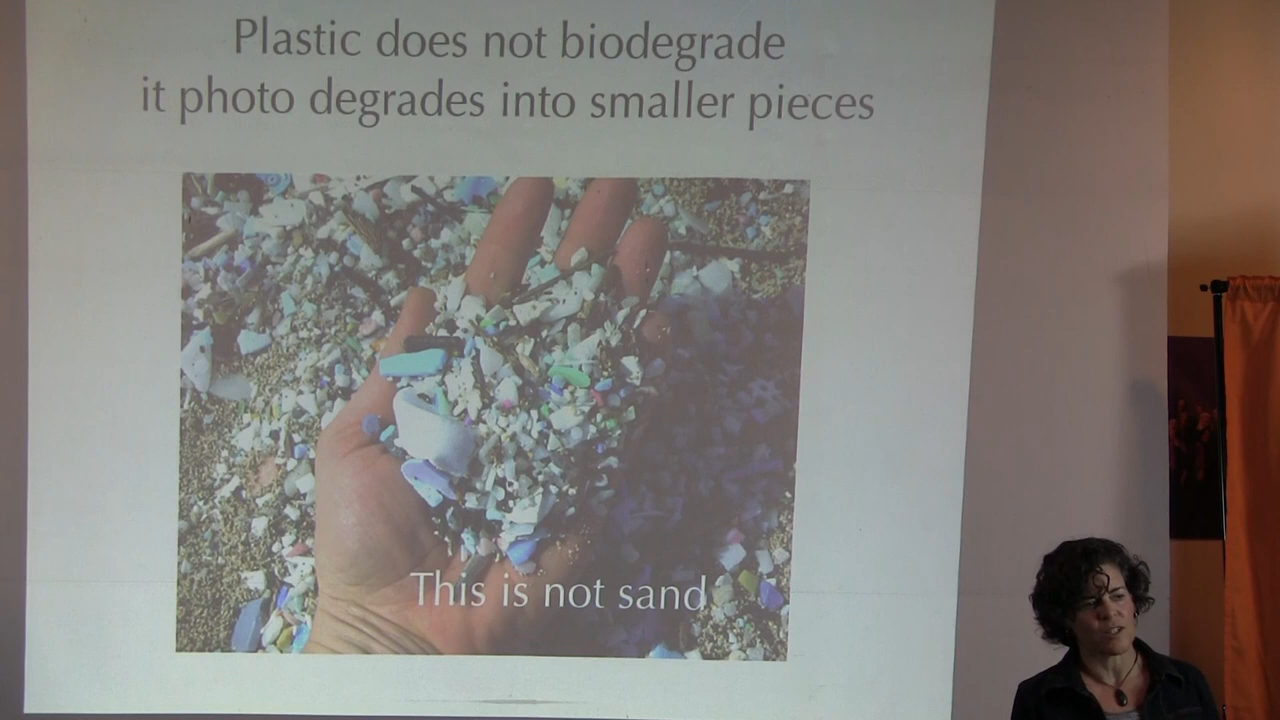 Plastic does not biodegrade
it photo degrades into smaller pieces
This is not sand